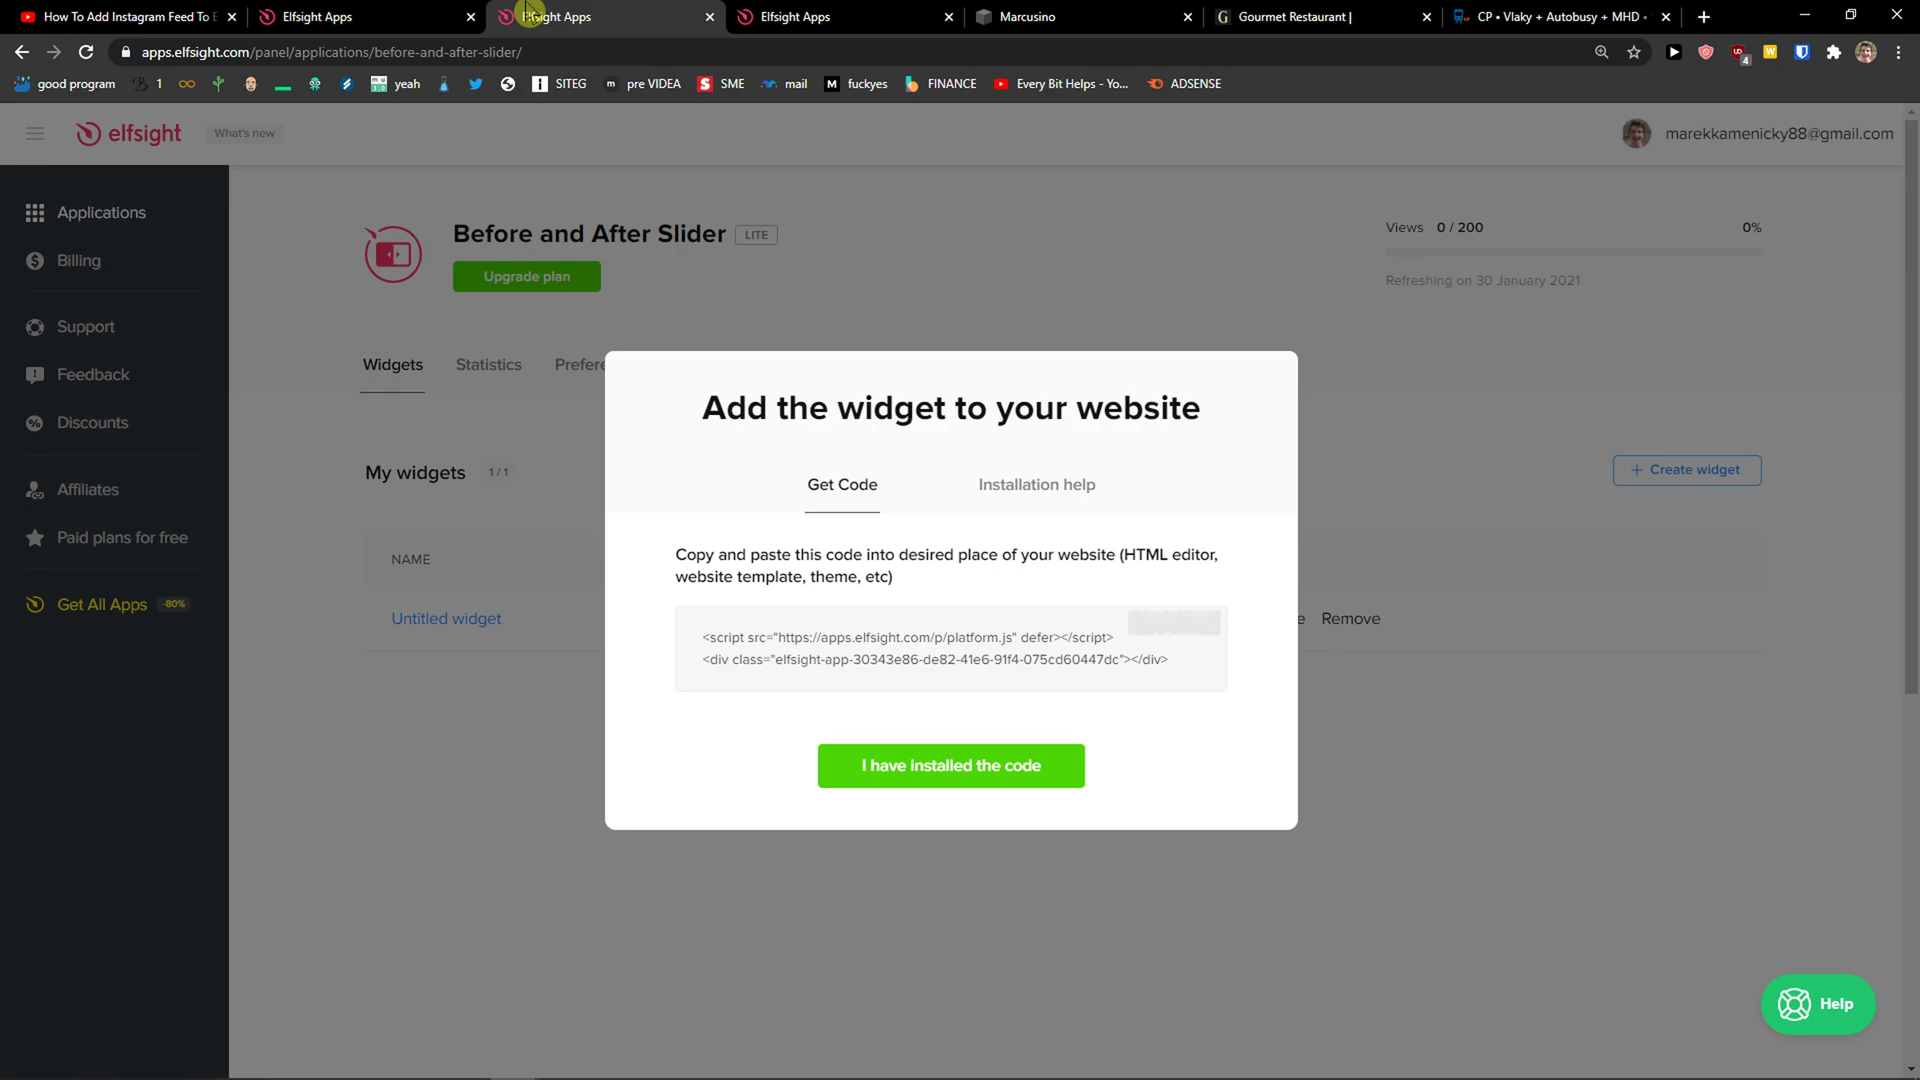 How To Add Instagram Feed To E
Elfsight Apps
Elfsight Apps
Elfsight Apps
Marcusino
Gourmet Restaurant |
CP • Vlaky + Autobusy + MHD •
apps.elfsight.com/panel/applications/before-and-after-slider/
4
good program
1
yeah
SITEG
pre VIDEA
SME
mail
fuckyes
FINANCE
Every Bit Helps - Yo...
ADSENSE
elfsight
What's new
marekkamenicky88@gmail.com
Applications
Billing
Support
Feedback
Discounts
Affiliates
Paid plans for free
Get All Apps -80%
Before and After Slider LITE
Upgrade plan
Views 0 / 200 0%
Refreshing on 30 January 2021
Widgets Statistics Prefere
My widgets 1 / 1
+ Create widget
NAME
Untitled widget
e Remove
Add the widget to your website
Get Code Installation help
Copy and paste this code into desired place of your website (HTML editor,
website template, theme, etc)
<script src="https://apps.elfsight.com/p/platform.js" defer></script>
<div class="elfsight-app-30343e86-de82-41e6-91f4-075cd60447dc"></div>
I have installed the code
Help